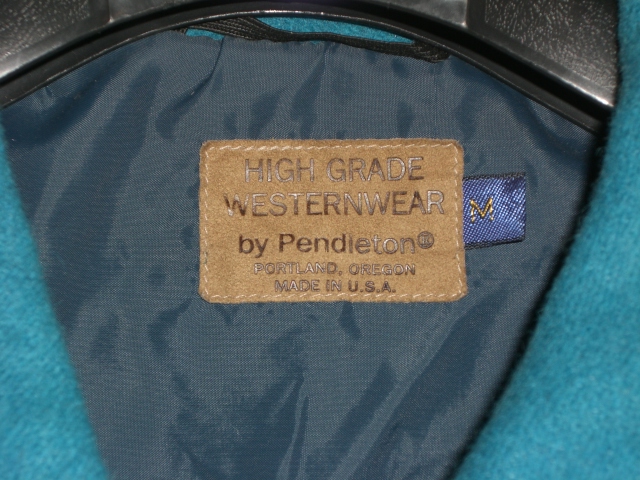 HIGH GRADE
WESTERNWEAR
by Pendleton®
PORTLAND, OREGON
MADE IN U.S.A.
M